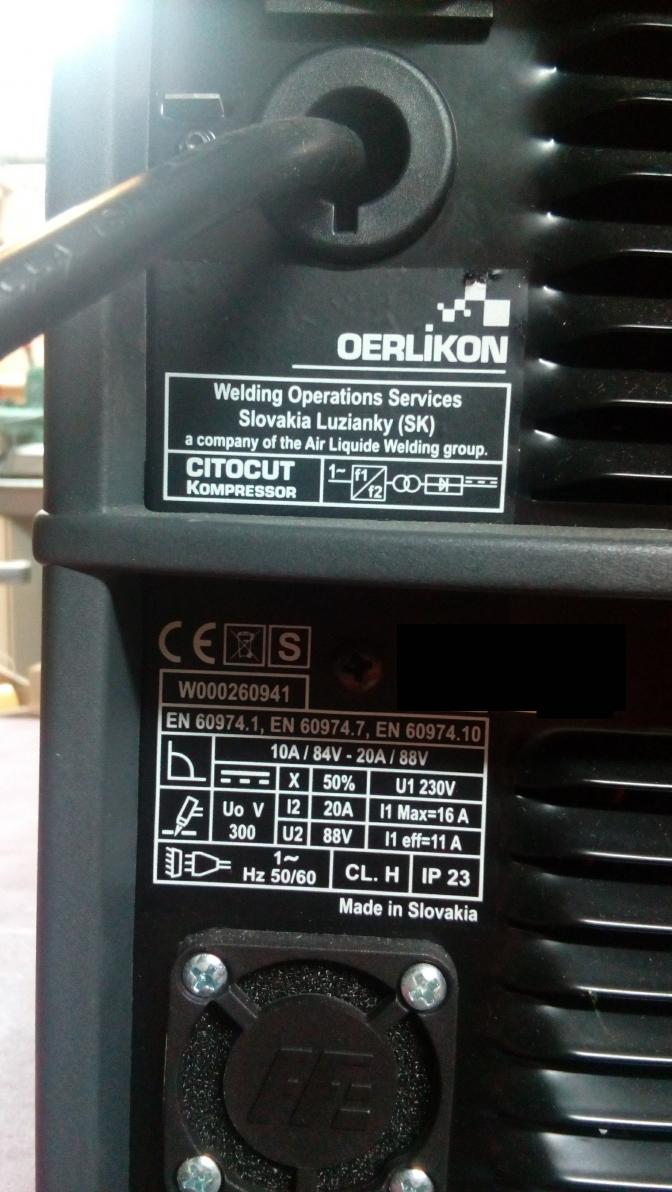 OERLIKON
Welding Operations Services
Slovakia Luzianky (SK)
a company of the Air Liquide Welding group.
CITOCUT
KOMPRESSOR
1~ f1
f2
CE S
W000260941
EN 60974.1, EN 60974.7, EN 60974.10
10A / 84V - 20A / 88V
X 50% U1 230V
Uo V I2 20A I1 Max=16 A
300 U2 88V I1 eff=11 A
1~
Hz 50/60 CL. H IP 23
Made in Slovakia